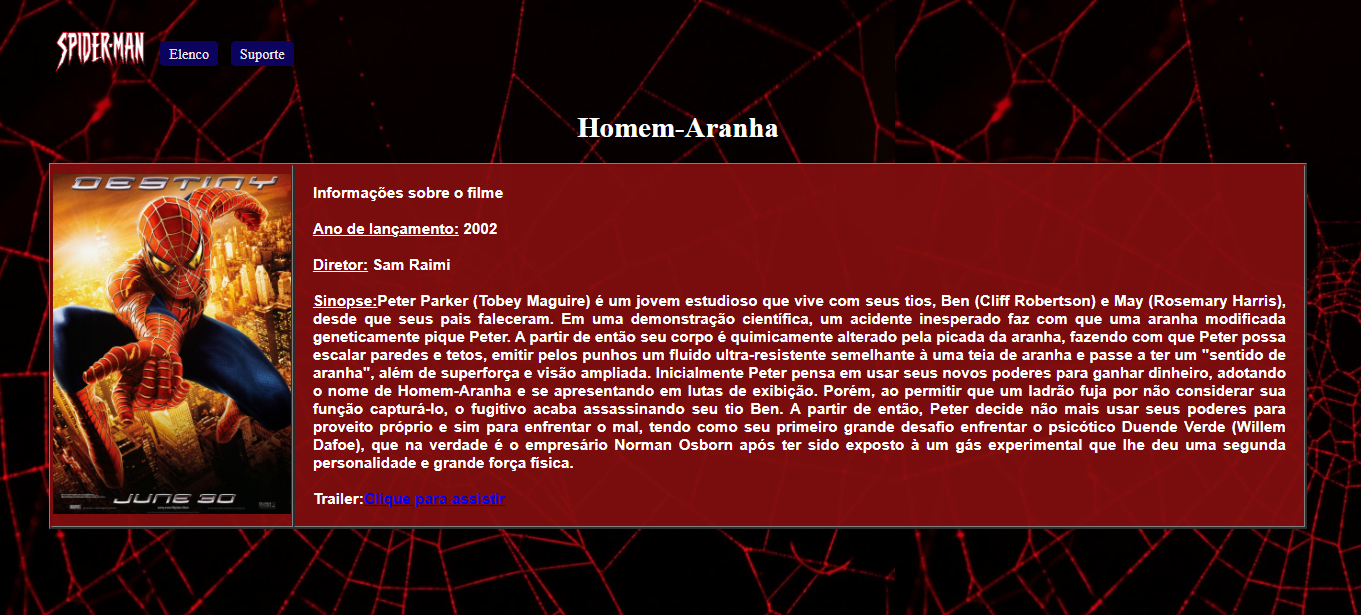 SPIDER-MAN
Elenco
Suporte
Homem-Aranha
DESTINY
JUNE 30
Informações sobre o filme
Ano de lançamento: 2002
Diretor: Sam Raimi
Sinopse:Peter Parker (Tobey Maguire) é um jovem estudioso que vive com seus tios, Ben (Cliff Robertson) e May (Rosemary Harris),
desde que seus pais faleceram. Em uma demonstração científica, um acidente inesperado faz com que uma aranha modificada
geneticamente pique Peter. A partir de então seu corpo é quimicamente alterado pela picada da aranha, fazendo com que Peter possa
escalar paredes e tetos, emitir pelos punhos um fluido ultra-resistente semelhante à uma teia de aranha e passe a ter um "sentido de
aranha", além de superforça e visão ampliada. Inicialmente Peter pensa em usar seus novos poderes para ganhar dinheiro, adotando
o nome de Homem-Aranha e se apresentando em lutas de exibição. Porém, ao permitir que um ladrão fuja por não considerar sua
função capturá-lo, o fugitivo acaba assassinando seu tio Ben. A partir de então, Peter decide não mais usar seus poderes para
proveito próprio e sim para enfrentar o mal, tendo como seu primeiro grande desafio enfrentar o psicótico Duende Verde (Willem
Dafoe), que na verdade é o empresário Norman Osborn após ter sido exposto à um gás experimental que lhe deu uma segunda
personalidade e grande força física.
Trailer:Clique para assistir